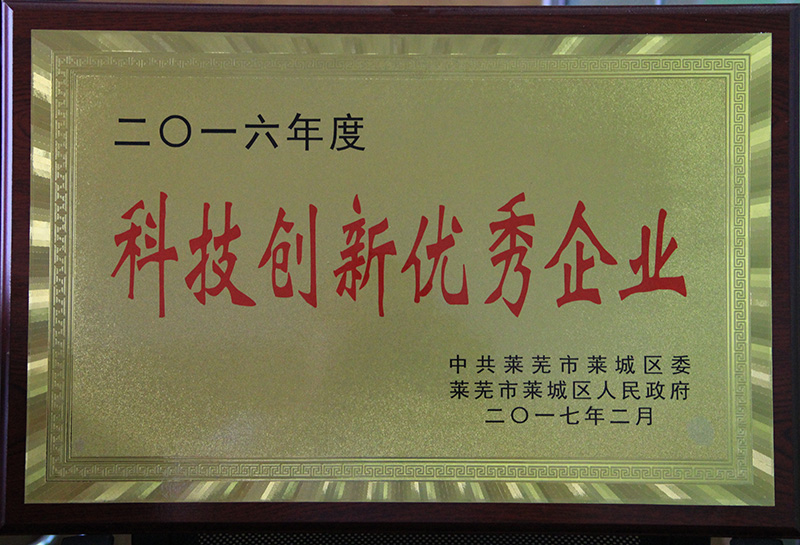 二〇一六年度
科技创新优秀企业
中共莱芜市莱城区委
莱芜市莱城区人民政府
二〇一七年二月